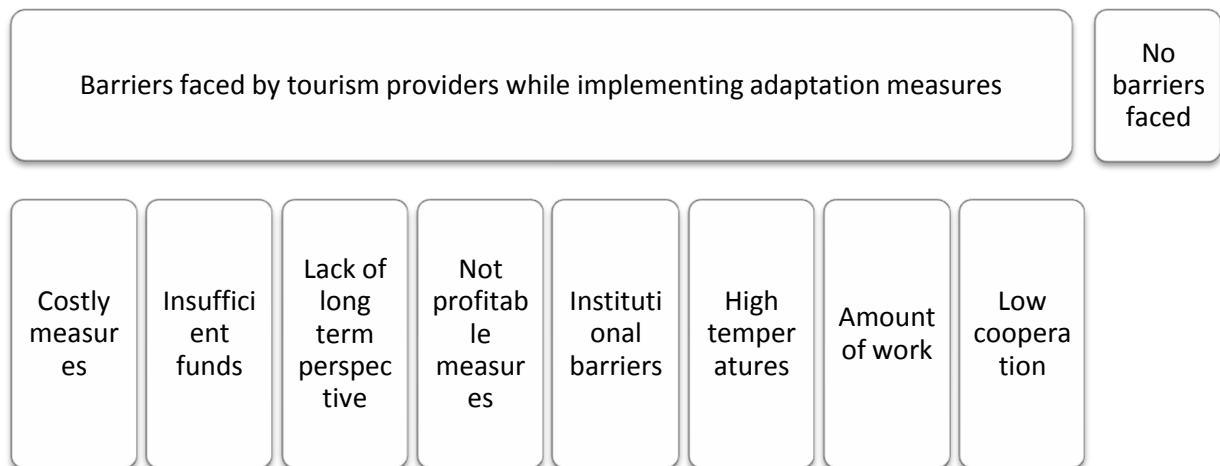 Barriers faced by tourism providers while implementing adaptation measures
No
barriers
faced
Costly
measur
es
Insuffici
ent
funds
Lack of
long
term
perspec
tive
Not
profitab
le
measur
es
Instituti
onal
barriers
High
temper
atures
Amount
of work
Low
coopera
tion